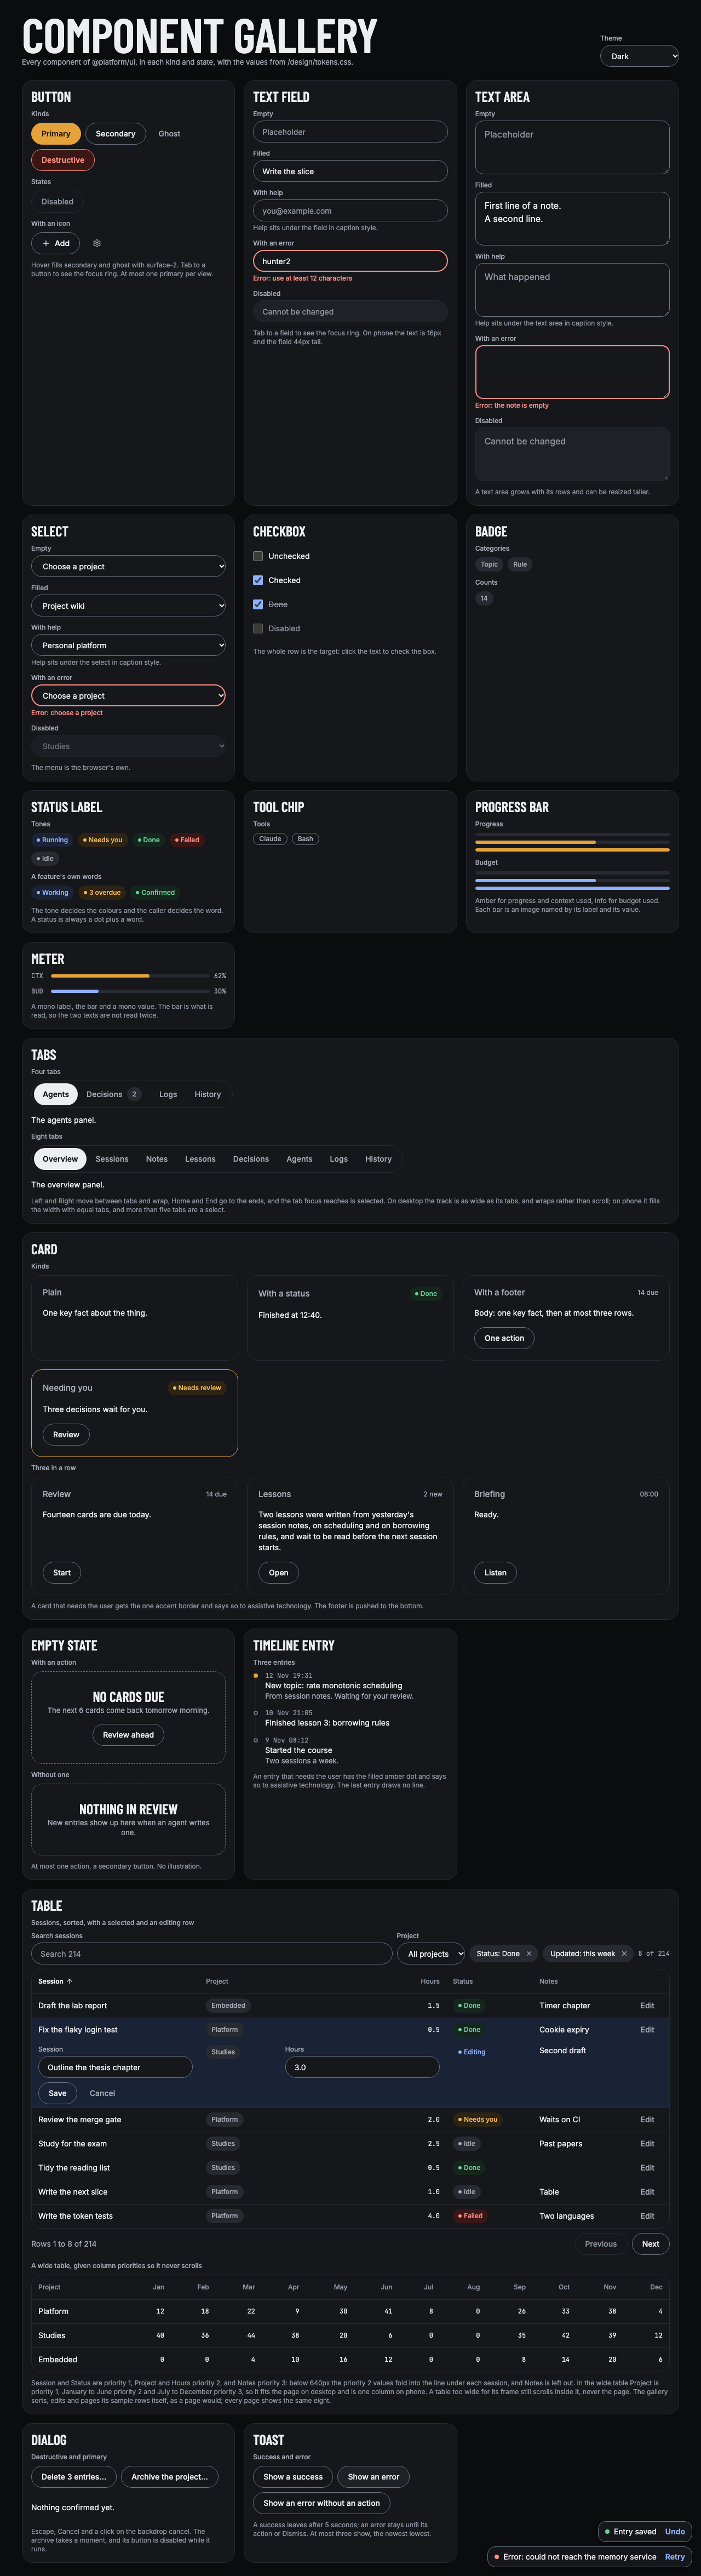 COMPONENT GALLERY
Every component of @platform/ui, in each kind and state, with the values from /design/tokens.css.
Theme
Dark
BUTTON
Kinds
Primary
Secondary
Ghost
Destructive
States
Disabled
With an icon
+ Add
Hover fills secondary and ghost with surface-2. Tab to a
button to see the focus ring. At most one primary per view.
TEXT FIELD
Empty
Placeholder
Filled
Write the slice
With help
you@example.com
Help sits under the field in caption style.
With an error
hunter2
Error: use at least 12 characters
Disabled
Cannot be changed
Tab to a field to see the focus ring. On phone the text is 16px
and the field 44px tall.
TEXT AREA
Empty
Placeholder
Filled
First line of a note.
A second line.
With help
What happened
Help sits under the text area in caption style.
With an error
Error: the note is empty
Disabled
Cannot be changed
A text area grows with its rows and can be resized taller.
SELECT
Empty
Choose a project
Filled
Project wiki
With help
Personal platform
Help sits under the select in caption style.
With an error
Choose a project
Error: choose a project
Disabled
Studies
The menu is the browser's own.
CHECKBOX
Unchecked
Checked
Done
Disabled
The whole row is the target: click the text to check the box.
BADGE
Categories
Topic
Rule
Counts
14
STATUS LABEL
Tones
Running
Needs you
Done
Failed
Idle
A feature's own words
Working
3 overdue
Confirmed
The tone decides the colours and the caller decides the word.
A status is always a dot plus a word.
TOOL CHIP
Tools
Claude
Bash
PROGRESS BAR
Progress
Budget
Amber for progress and context used, info for budget used.
Each bar is an image named by its label and its value.
METER
CTX 62%
BUD 30%
A mono label, the bar and a mono value. The bar is what is
read, so the two texts are not read twice.
TABS
Four tabs
Agents
Decisions 2
Logs
History
The agents panel.
Eight tabs
Overview
Sessions
Notes
Lessons
Decisions
Agents
Logs
History
The overview panel.
Left and Right move between tabs and wrap, Home and End go to the ends, and the tab focus reaches is selected. On desktop the track is as wide as its tabs, and wraps rather than scroll; on phone it fills
the width with equal tabs, and more than five tabs are a select.
CARD
Kinds
Plain
One key fact about the thing.
With a status
Done
Finished at 12:40.
With a footer
14 due
Body: one key fact, then at most three rows.
One action
Needing you
Needs review
Three decisions wait for you.
Review
Three in a row
Review
14 due
Fourteen cards are due today.
Start
Lessons
2 new
Two lessons were written from yesterday's
session notes, on scheduling and on borrowing
rules, and wait to be read before the next session
starts.
Open
Briefing
08:00
Ready.
Listen
A card that needs the user gets the one accent border and says so to assistive technology. The footer is pushed to the bottom.
EMPTY STATE
With an action
NO CARDS DUE
The next 6 cards come back tomorrow morning.
Review ahead
Without one
NOTHING IN REVIEW
New entries show up here when an agent writes
one.
At most one action, a secondary button. No illustration.
TIMELINE ENTRY
Three entries
12 Nov 19:31
New topic: rate monotonic scheduling
From session notes. Waiting for your review.
10 Nov 21:05
Finished lesson 3: borrowing rules
9 Nov 08:12
Started the course
Two sessions a week.
An entry that needs the user has the filled amber dot and says
so to assistive technology. The last entry draws no line.
TABLE
Sessions, sorted, with a selected and an editing row
Search sessions
Search 214
Project
All projects
Status: Done ×
Updated: this week ×
8 of 214
Session ↑ Project Hours Status Notes
Draft the lab report Embedded 1.5 Done Timer chapter Edit
Fix the flaky login test Platform 0.5 Done Cookie expiry Edit
Session
Outline the thesis chapter
Studies
Hours
3.0
Editing
Second draft
Save
Cancel
Review the merge gate Platform 2.0 Needs you Waits on CI Edit
Study for the exam Studies 2.5 Idle Past papers Edit
Tidy the reading list Studies 0.5 Done Edit
Write the next slice Platform 1.0 Idle Table Edit
Write the token tests Platform 4.0 Failed Two languages Edit
Rows 1 to 8 of 214
Previous
Next
A wide table, given column priorities so it never scrolls
Project Jan Feb Mar Apr May Jun Jul Aug Sep Oct Nov Dec
Platform 12 18 22 9 30 41 8 0 26 33 38 4
Studies 40 36 44 38 20 6 0 0 35 42 39 12
Embedded 0 0 4 10 16 12 0 0 8 14 20 6
Session and Status are priority 1, Project and Hours priority 2, and Notes priority 3: below 640px the priority 2 values fold into the line under each session, and Notes is left out. In the wide table Project is
priority 1, January to June priority 2 and July to December priority 3, so it fits the page on desktop and is one column on phone. A table too wide for its frame still scrolls inside it, never the page. The gallery
sorts, edits and pages its sample rows itself, as a page would; every page shows the same eight.
DIALOG
Destructive and primary
Delete 3 entries...
Archive the project...
Nothing confirmed yet.
Escape, Cancel and a click on the backdrop cancel. The
archive takes a moment, and its button is disabled while it
runs.
TOAST
Success and error
Show a success
Show an error
Show an error without an action
A success leaves after 5 seconds; an error stays until its
action or Dismiss. At most three show, the newest lowest.
Entry saved Undo
Error: could not reach the memory service Retry